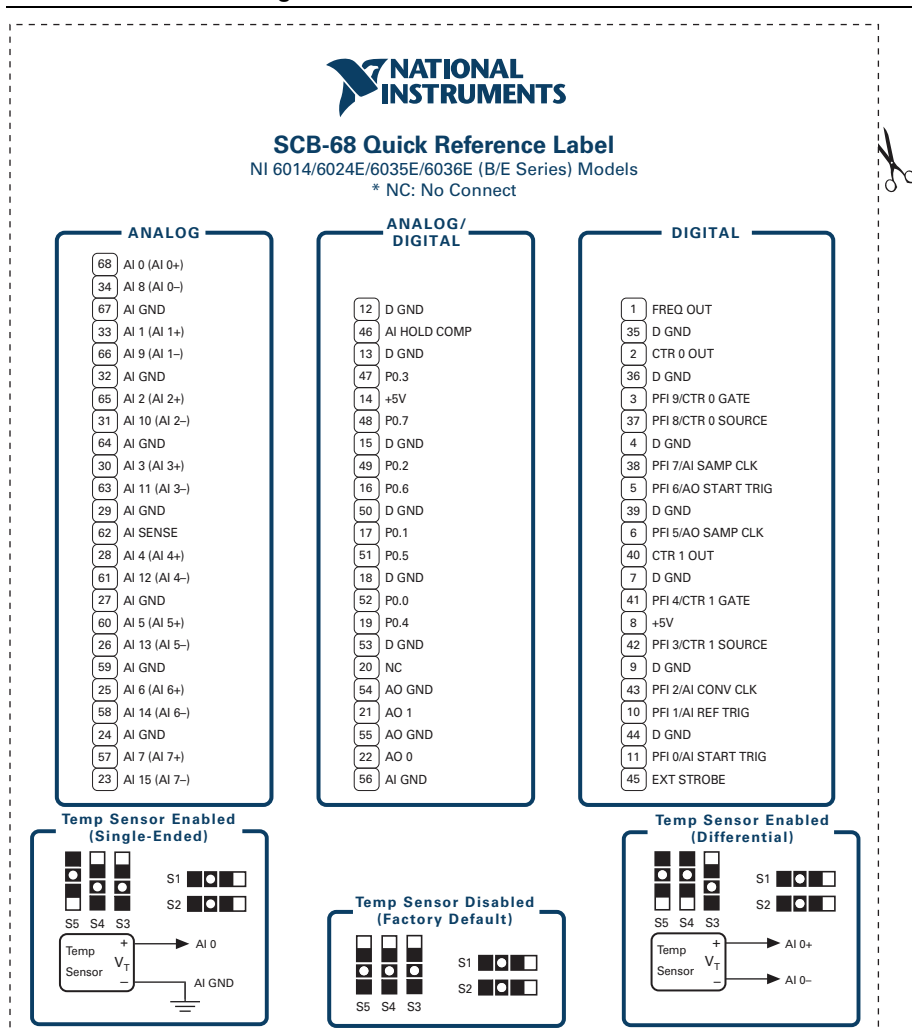 NATIONAL
INSTRUMENTS
SCB-68 Quick Reference Label
NI 6014/6024E/6035E/6036E (B/E Series) Models
* NC: No Connect
ANALOG
68 AI 0 (AI 0+)
34 AI 8 (AI 0–)
67 AI GND
33 AI 1 (AI 1+)
66 AI 9 (AI 1–)
32 AI GND
65 AI 2 (AI 2+)
31 AI 10 (AI 2–)
64 AI GND
30 AI 3 (AI 3+)
63 AI 11 (AI 3–)
29 AI GND
62 AI SENSE
28 AI 4 (AI 4+)
61 AI 12 (AI 4–)
27 AI GND
60 AI 5 (AI 5+)
26 AI 13 (AI 5–)
59 AI GND
25 AI 6 (AI 6+)
58 AI 14 (AI 6–)
24 AI GND
57 AI 7 (AI 7+)
23 AI 15 (AI 7–)
ANALOG/
DIGITAL
12 D GND
46 AI HOLD COMP
13 D GND
47 P0.3
14 +5V
48 P0.7
15 D GND
49 P0.2
16 P0.6
50 D GND
17 P0.1
51 P0.5
18 D GND
52 P0.0
19 P0.4
53 D GND
20 NC
54 AO GND
21 AO 1
55 AO GND
22 AO 0
56 AI GND
DIGITAL
1 FREQ OUT
35 D GND
2 CTR 0 OUT
36 D GND
3 PFI 9/CTR 0 GATE
37 PFI 8/CTR 0 SOURCE
4 D GND
38 PFI 7/AI SAMP CLK
5 PFI 6/AO START TRIG
39 D GND
6 PFI 5/AO SAMP CLK
40 CTR 1 OUT
7 D GND
41 PFI 4/CTR 1 GATE
8 +5V
42 PFI 3/CTR 1 SOURCE
9 D GND
43 PFI 2/AI CONV CLK
10 PFI 1/AI REF TRIG
44 D GND
11 PFI 0/AI START TRIG
45 EXT STROBE
Temp Sensor Enabled
(Single-Ended)
S1
S2
S5 S4 S3
Temp
Sensor
+
VT
–
AI 0
AI GND
Temp Sensor Disabled
(Factory Default)
S1
S2
S5 S4 S3
Temp Sensor Enabled
(Differential)
S1
S2
S5 S4 S3
Temp
Sensor
+
VT
–
AI 0+
AI 0–